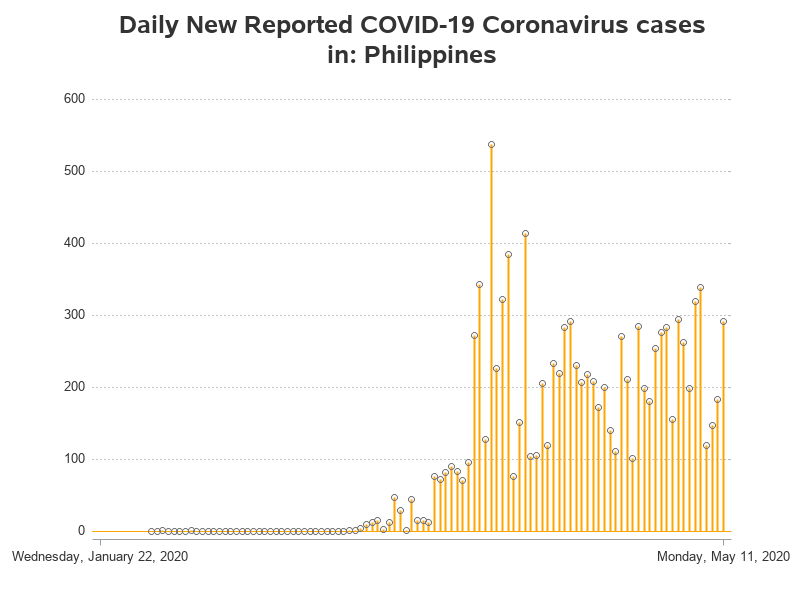 Daily New Reported COVID-19 Coronavirus cases
in: Philippines
600
500
400
300
200
100
0
Wednesday, January 22, 2020
Monday, May 11, 2020